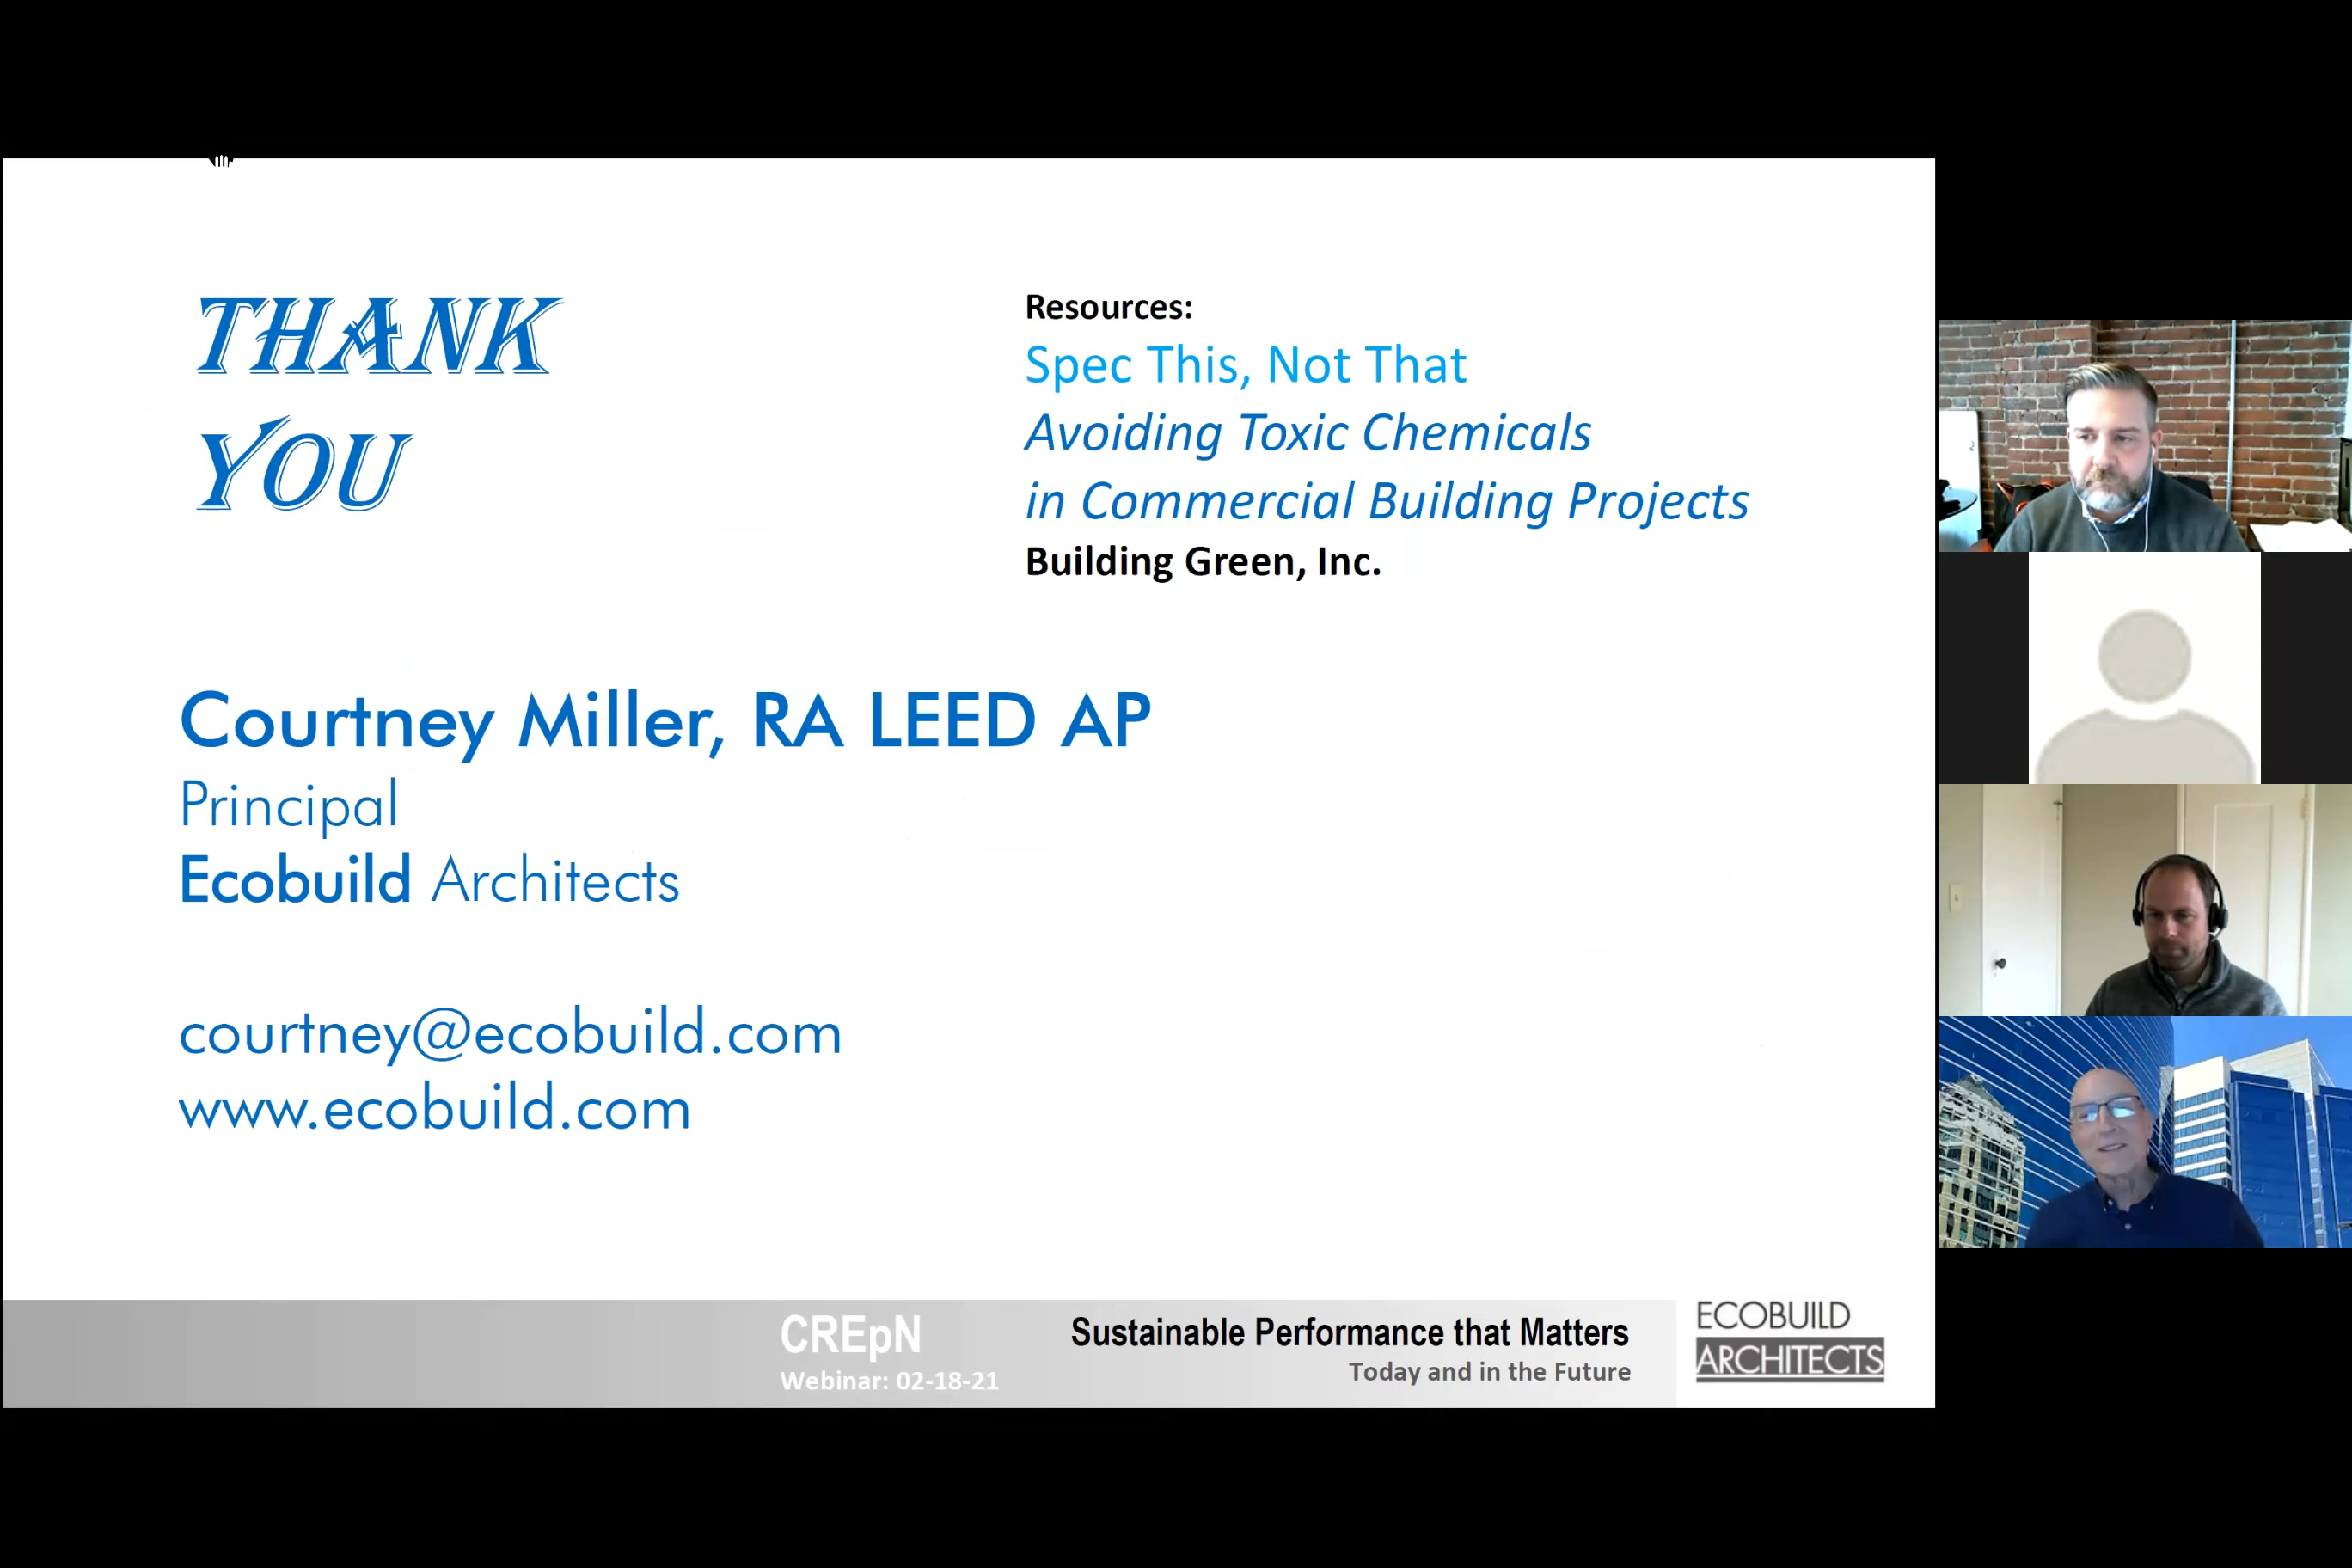 THANK
YOU
Resources:
Spec This, Not That
Avoiding Toxic Chemicals
in Commercial Building Projects
Building Green, Inc.
Courtney Miller, RA LEED AP
Principal
Ecobuild Architects
courtney@ecobuild.com
www.ecobuild.com
CREpN
Webinar: 02-18-21
Sustainable Performance that Matters
Today and in the Future
ECOBUILD
ARCHITECTS